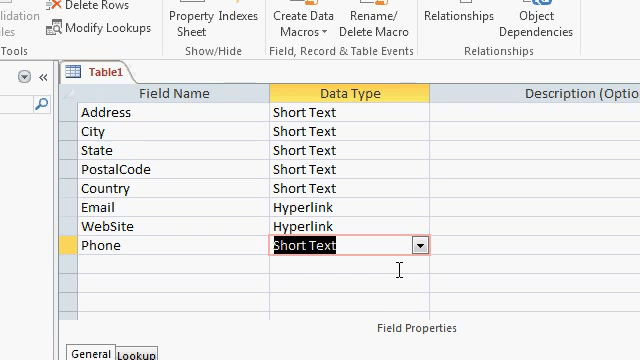 Delete Rows
Modify Lookups
Tools
Property Sheet
Indexes
Show/Hide
Create Data Macros
Rename/ Delete Macro
Field, Record & Table Events
Relationships
Object Dependencies
Relationships
Table1
Field Name Data Type Description (Optio
Address Short Text
City Short Text
State Short Text
PostalCode Short Text
Country Short Text
Email Hyperlink
WebSite Hyperlink
Phone Short Text
Field Properties
General Lookup